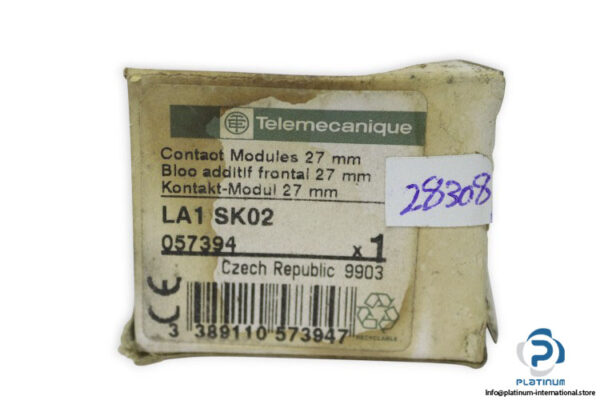 Telemecanique
Contact Modules 27 mm
Bloc additif frontal 27 mm
Kontakt-Modul 27 mm
LA1 SK02
057394
x 1
Czech Republic 9903
CE
3 389110 573947
RECYCLABLE
28308
PLATINUM
info@platinum-international.store